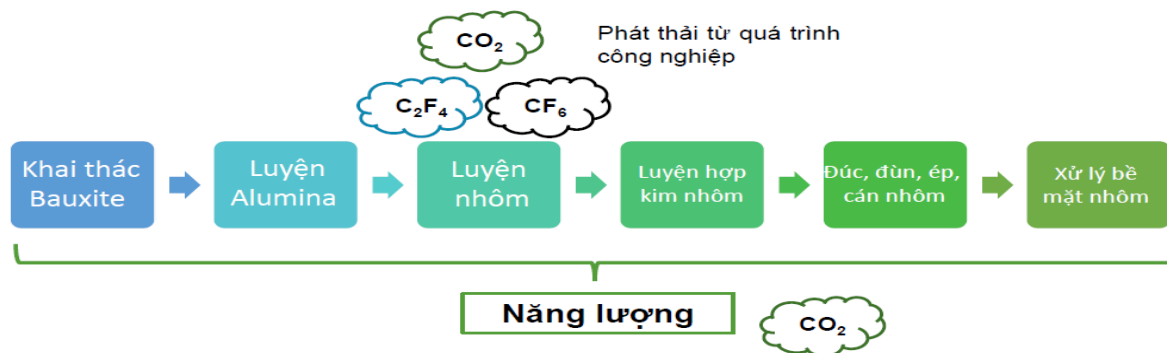 CO₂
Phát thải từ quá trình
công nghiệp
C₂F₄
CF₆
Khai thác
Bauxite
Luyện
Alumina
Luyện
nhôm
Luyện hợp
kim nhôm
Đúc, đùn, ép,
cán nhôm
Xử lý bề
mặt nhôm
Năng lượng
CO₂